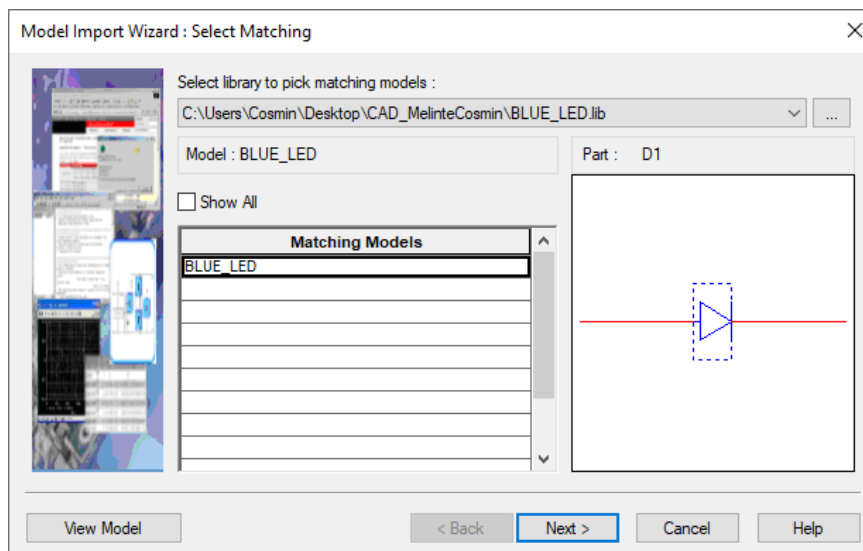 Model Import Wizard : Select Matching
Select library to pick matching models :
C:\Users\Cosmin\Desktop\CAD_MelinteCosmin\BLUE_LED.lib
...
Model : BLUE_LED
Part : D1
Show All
Matching Models
BLUE_LED
View Model
< Back
Next >
Cancel
Help